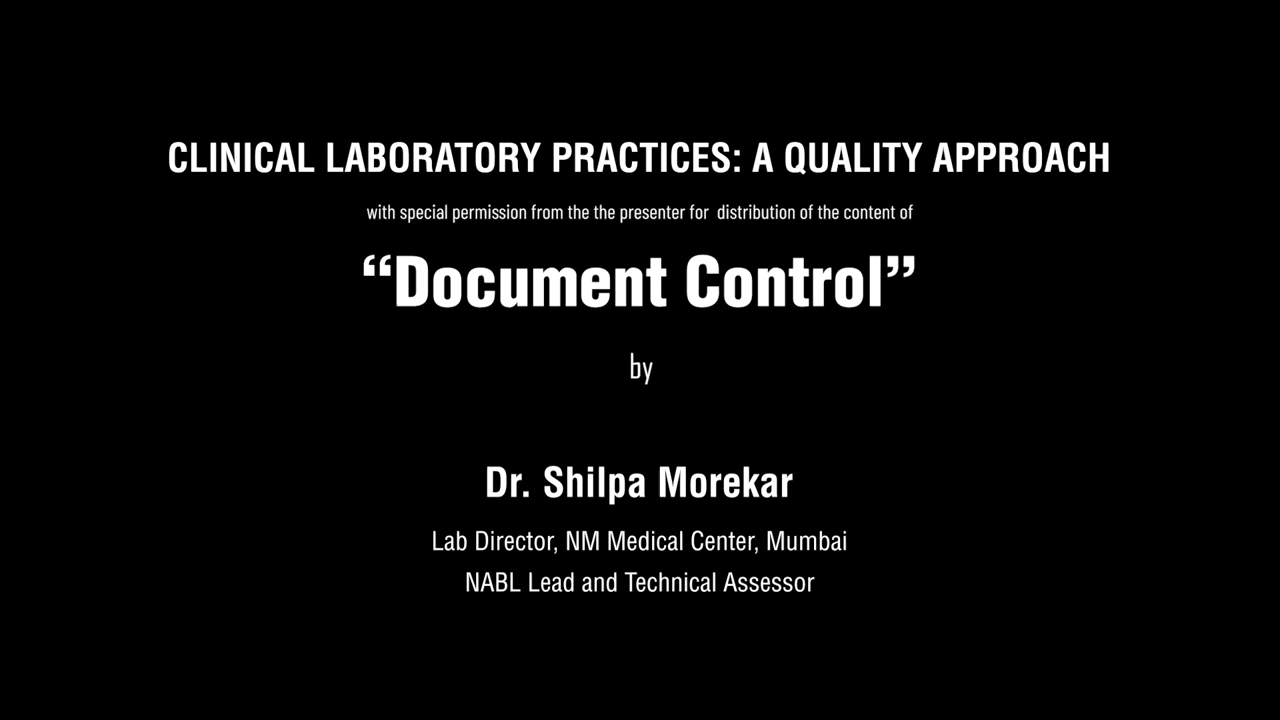 CLINICAL LABORATORY PRACTICES: A QUALITY APPROACH
with special permission from the the presenter for distribution of the content of
“Document Control”
by
Dr. Shilpa Morekar
Lab Director, NM Medical Center, Mumbai
NABL Lead and Technical Assessor